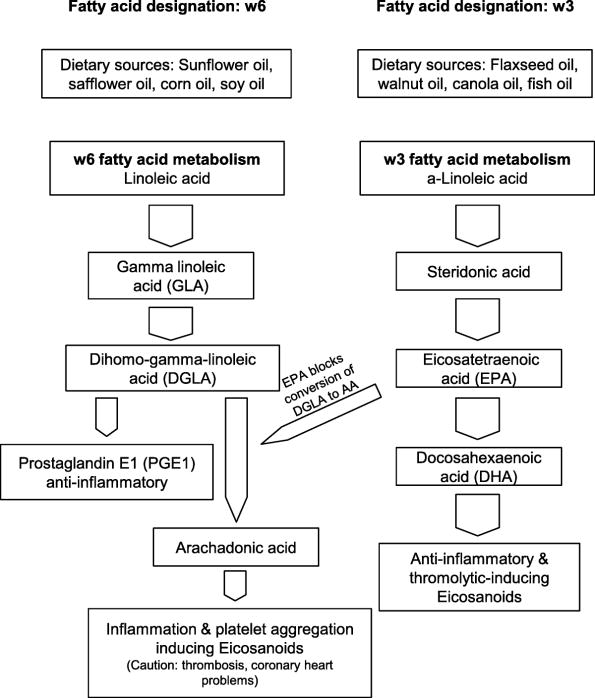 Fatty acid designation: w6
Dietary sources: Sunflower oil,
safflower oil, corn oil, soy oil
w6 fatty acid metabolism
Linoleic acid
Gamma linoleic
acid (GLA)
Dihomo-gamma-linoleic
acid (DGLA)
Prostaglandin E1 (PGE1)
anti-inflammatory
Arachadonic acid
Inflammation & platelet aggregation
inducing Eicosanoids
(Caution: thrombosis, coronary heart
problems)
EPA blocks
conversion of
DGLA to AA
Fatty acid designation: w3
Dietary sources: Flaxseed oil,
walnut oil, canola oil, fish oil
w3 fatty acid metabolism
a-Linoleic acid
Steridonic acid
Eicosatetraenoic
acid (EPA)
Docosahexaenoic
acid (DHA)
Anti-inflammatory &
thromolytic-inducing
Eicosanoids